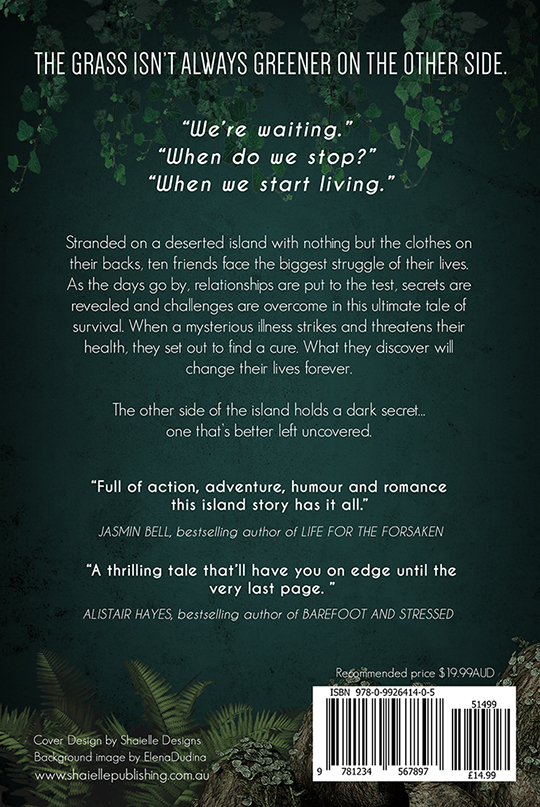 THE GRASS ISN'T ALWAYS GREENER ON THE OTHER SIDE.
“We’re waiting.”
“When do we stop?”
“When we start living.”
Stranded on a deserted island with nothing but the clothes on
their backs, ten friends face the biggest struggle of their lives.
As the days go by, relationships are put to the test, secrets are
revealed and challenges are overcome in this ultimate tale of
survival. When a mysterious illness strikes and threatens their
health, they set out to find a cure. What they discover will
change their lives forever.
The other side of the island holds a dark secret...
one that's better left uncovered.
“Full of action, adventure, humour and romance
this island story has it all.”
JASMIN BELL, bestselling author of LIFE FOR THE FORSAKEN
“A thrilling tale that'll have you on edge until the
very last page. ”
ALISTAIR HAYES, bestselling author of BAREFOOT AND STRESSED
Recommended price $19.99AUD
ISBN 978-0-9926414-0-5
51499
9 781234 567897
£14.99
Cover Design by Shaielle Designs
Background image by ElenaDudina
www.shaiellepublishing.com.au